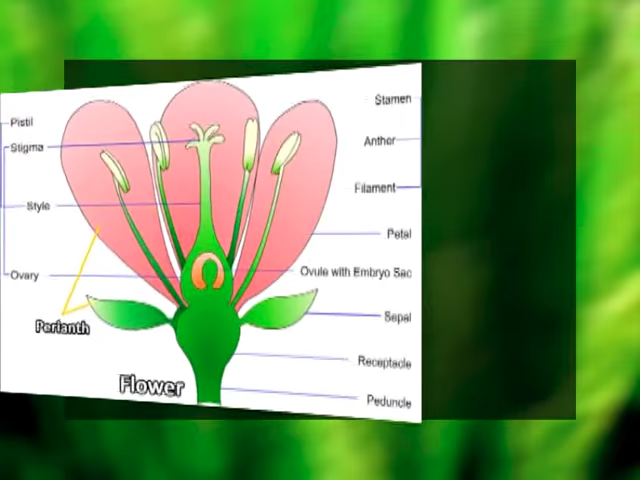 Pistil
Stigma
Style
Ovary
Perianth
Flower
Stamen
Anther
Filament
Petal
Ovule with Embryo Sac
Sepal
Receptacle
Peduncle